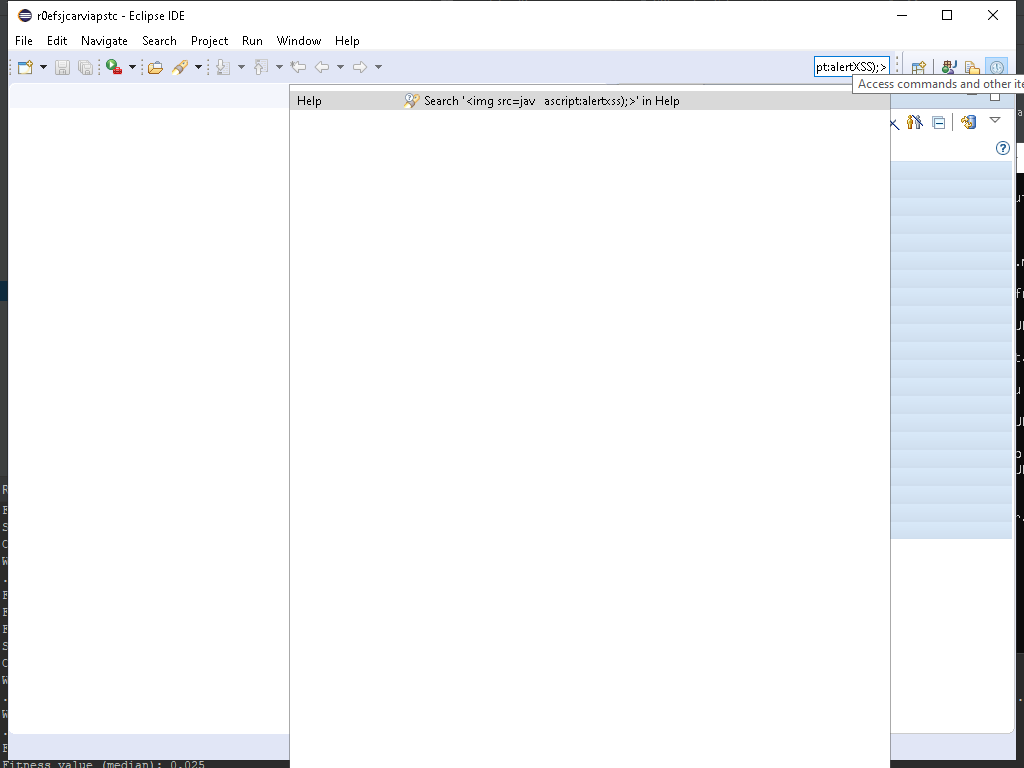 r0efsjcarviapstc - Eclipse IDE
File Edit Navigate Search Project Run Window Help
pt:alertXSS);>
Access commands and other ite
Help Search '<img src=jav ascript:alertxss);>' in Help
Fitness value (median): 0.025